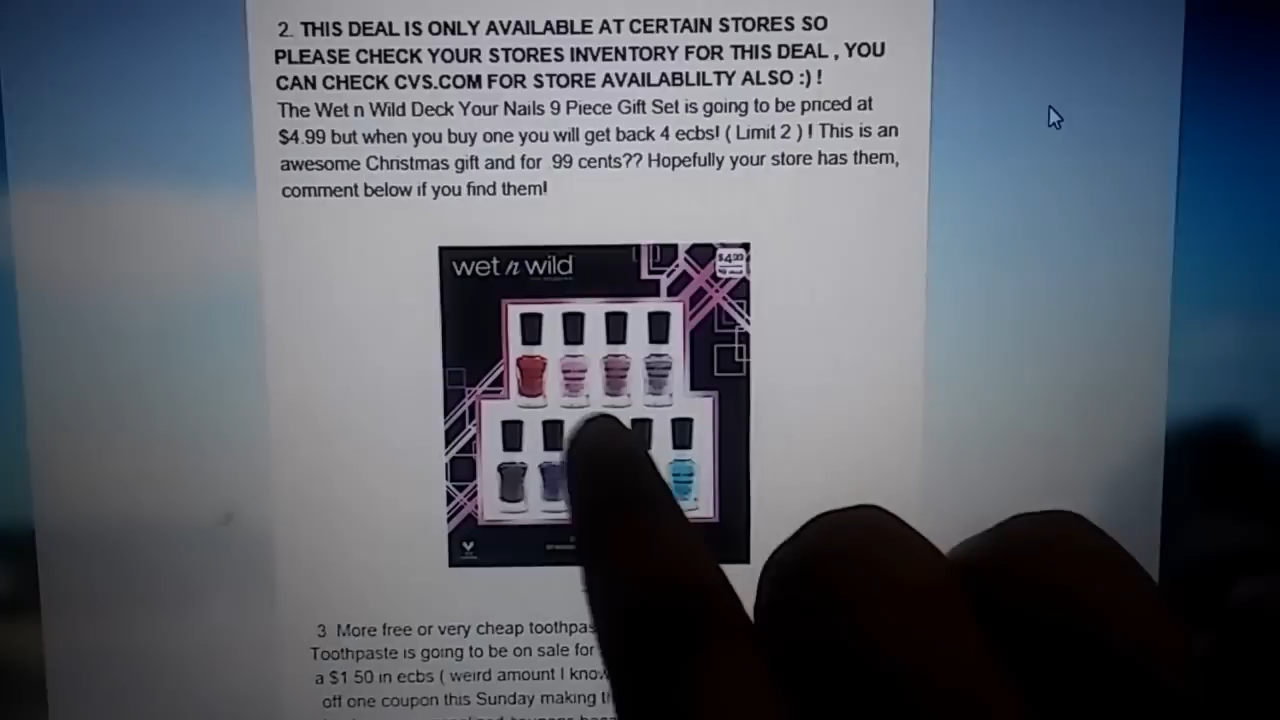 2. THIS DEAL IS ONLY AVAILABLE AT CERTAIN STORES SO
PLEASE CHECK YOUR STORES INVENTORY FOR THIS DEAL , YOU
CAN CHECK CVS.COM FOR STORE AVAILABLILTY ALSO :) !
The Wet n Wild Deck Your Nails 9 Piece Gift Set is going to be priced at
$4.99 but when you buy one you will get back 4 ecbs! ( Limit 2 ) ! This is an
awesome Christmas gift and for 99 cents?? Hopefully your store has them,
comment below if you find them!
wet n wild
$4.99
3 More free or very cheap
Toothpaste is going to be on sale for
a $1.50 in ecbs ( weird amount I know
off one coupon this Sunday making